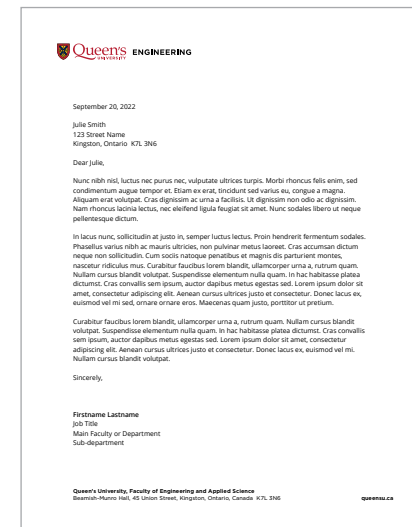 Queen's
UNIVERSITY
ENGINEERING
September 20, 2022
Julie Smith
123 Street Name
Kingston, Ontario  K7L 3N6
Dear Julie,
Nunc nibh nisl, luctus nec purus nec, vulputate ultrices turpis. Morbi rhoncus felis enim, sed
condimentum augue tempor et. Etiam ex erat, tincidunt sed varius eu, congue a magna.
Aliquam erat volutpat. Cras dignissim ac urna a facilisis. Ut dignissim non odio ac dignissim.
Nam rhoncus lacinia lectus, nec eleifend ligula feugiat sit amet. Nunc sodales libero ut neque
pellentesque dictum.
In lacus nunc, sollicitudin at justo in, semper luctus lectus. Proin hendrerit fermentum sodales.
Phasellus varius nibh ac mauris ultricies, non pulvinar metus laoreet. Cras accumsan dictum
neque non sollicitudin. Cum sociis natoque penatibus et magnis dis parturient montes,
nascetur ridiculus mus. Curabitur faucibus lorem blandit, ullamcorper urna a, rutrum quam.
Nullam cursus blandit volutpat. Suspendisse elementum nulla quam. In hac habitasse platea
dictumst. Cras convallis sem ipsum, auctor dapibus metus egestas sed. Lorem ipsum dolor sit
amet, consectetur adipiscing elit. Aenean cursus ultrices justo et consectetur. Donec lacus ex,
euismod vel mi sed, ornare ornare eros. Maecenas quam justo, porttitor ut pretium.
Curabitur faucibus lorem blandit, ullamcorper urna a, rutrum quam. Nullam cursus blandit
volutpat. Suspendisse elementum nulla quam. In hac habitasse platea dictumst. Cras convallis
sem ipsum, auctor dapibus metus egestas sed. Lorem ipsum dolor sit amet, consectetur
adipiscing elit. Aenean cursus ultrices justo et consectetur. Donec lacus ex, euismod vel mi.
Nullam cursus blandit volutpat.
Sincerely,
Firstname Lastname
Job Title
Main Faculty or Department
Sub-department
Queen's University, Faculty of Engineering and Applied Science
Beamish-Munro Hall, 45 Union Street, Kingston, Ontario, Canada  K7L 3N6
queensu.ca